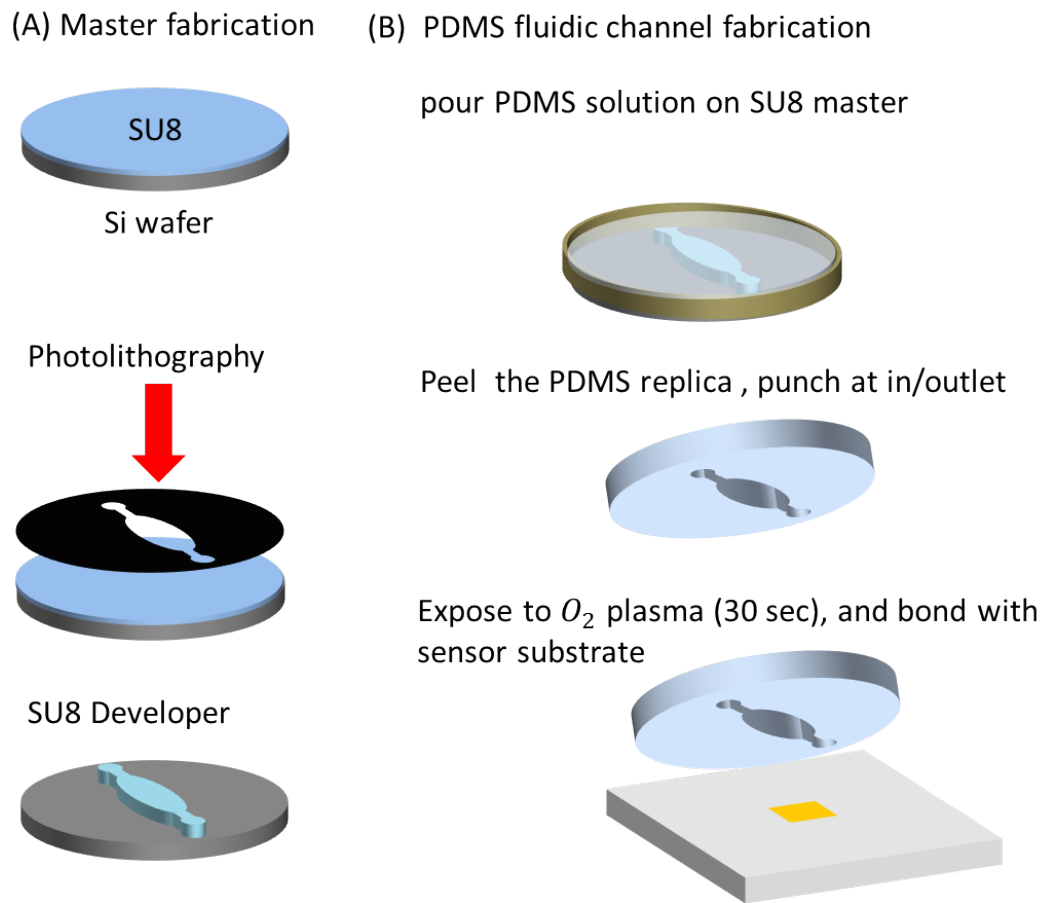 (A) Master fabrication
SU8
Si wafer
Photolithography
SU8 Developer
(B) PDMS fluidic channel fabrication
pour PDMS solution on SU8 master
Peel the PDMS replica , punch at in/outlet
Expose to O₂ plasma (30 sec), and bond with
sensor substrate